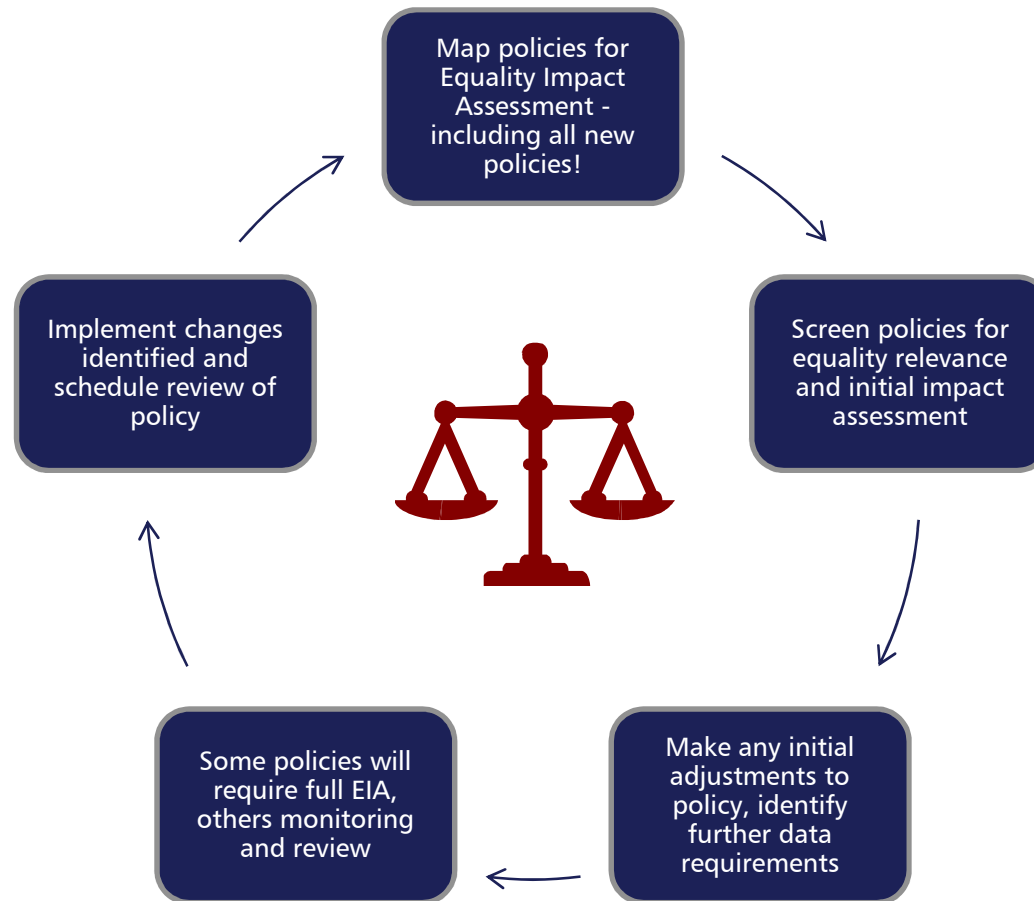 Map policies for
Equality Impact
Assessment -
including all new
policies!
Screen policies for
equality relevance
and initial impact
assessment
Make any initial
adjustments to
policy, identify
further data
requirements
Some policies will
require full EIA,
others monitoring
and review
Implement changes
identified and
schedule review of
policy